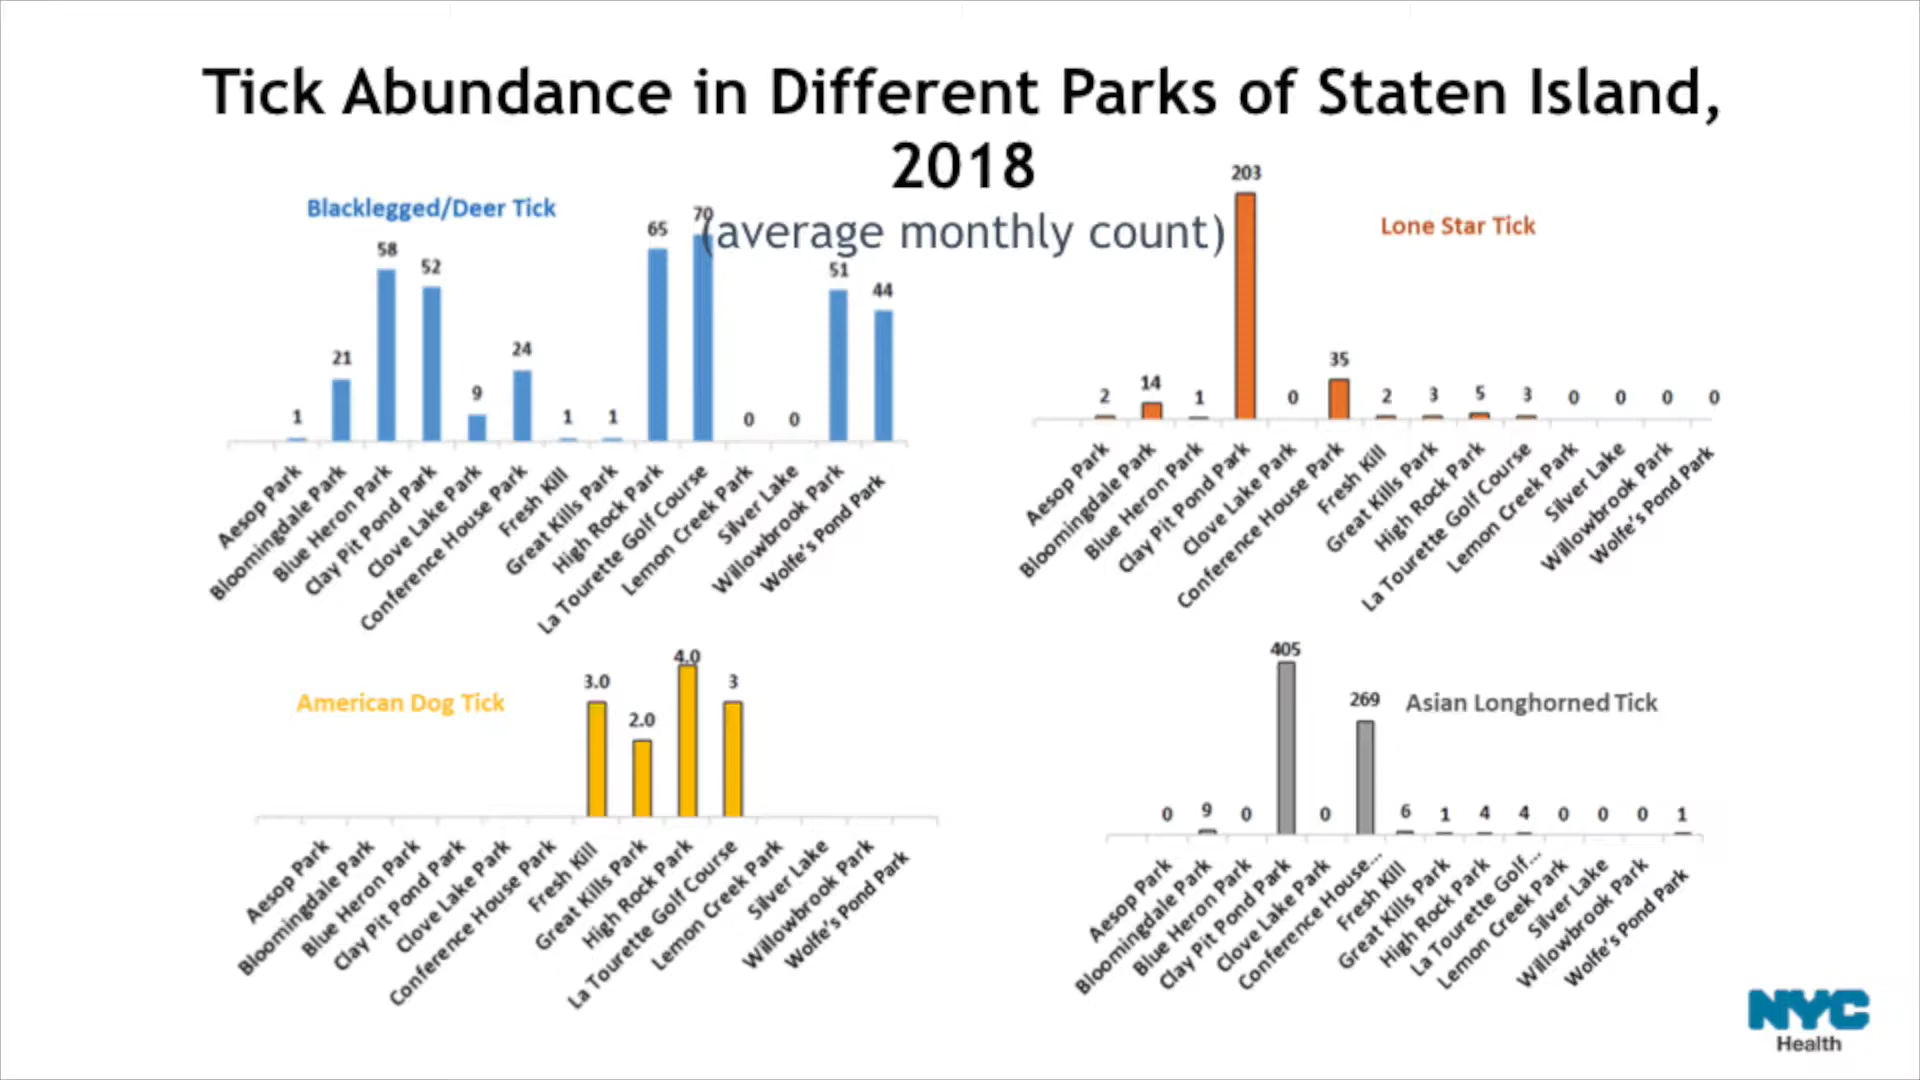 Tick Abundance in Different Parks of Staten Island,
2018
(average monthly count)
Blacklegged/Deer Tick
1
21
58
52
9
24
1
1
65
70
0
0
51
44
Aesop Park
Bloomingdale Park
Blue Heron Park
Clay Pit Pond Park
Clove Lake Park
Conference House Park
Fresh Kill
Great Kills Park
High Rock Park
La Tourette Golf Course
Lemon Creek Park
Silver Lake
Willowbrook Park
Wolfe's Pond Park
Lone Star Tick
2
14
1
203
0
35
2
3
5
3
0
0
0
0
Aesop Park
Bloomingdale Park
Blue Heron Park
Clay Pit Pond Park
Clove Lake Park
Conference House Park
Fresh Kill
Great Kills Park
High Rock Park
La Tourette Golf Course
Lemon Creek Park
Silver Lake
Willowbrook Park
Wolfe's Pond Park
American Dog Tick
3.0
2.0
4.0
3
Aesop Park
Bloomingdale Park
Blue Heron Park
Clay Pit Pond Park
Clove Lake Park
Conference House Park
Fresh Kill
Great Kills Park
High Rock Park
La Tourette Golf Course
Lemon Creek Park
Silver Lake
Willowbrook Park
Wolfe's Pond Park
Asian Longhorned Tick
0
9
0
405
0
269
6
1
4
4
0
0
0
1
Aesop Park
Bloomingdale Park
Blue Heron Park
Clay Pit Pond Park
Clove Lake Park
Conference House...
Fresh Kill
Great Kills Park
High Rock Park
La Tourette Golf...
Lemon Creek Park
Silver Lake
Willowbrook Park
Wolfe's Pond Park
NYC
Health